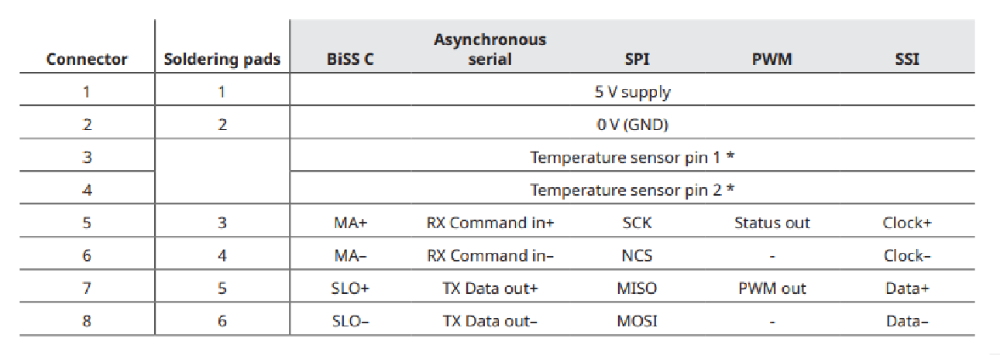 Connector Soldering pads BiSS C Asynchronous serial SPI PWM SSI
1 1 5 V supply
2 2 0 V (GND)
3 Temperature sensor pin 1 *
4 Temperature sensor pin 2 *
5 3 MA+ RX Command in+ SCK Status out Clock+
6 4 MA– RX Command in– NCS - Clock–
7 5 SLO+ TX Data out+ MISO PWM out Data+
8 6 SLO– TX Data out– MOSI - Data–